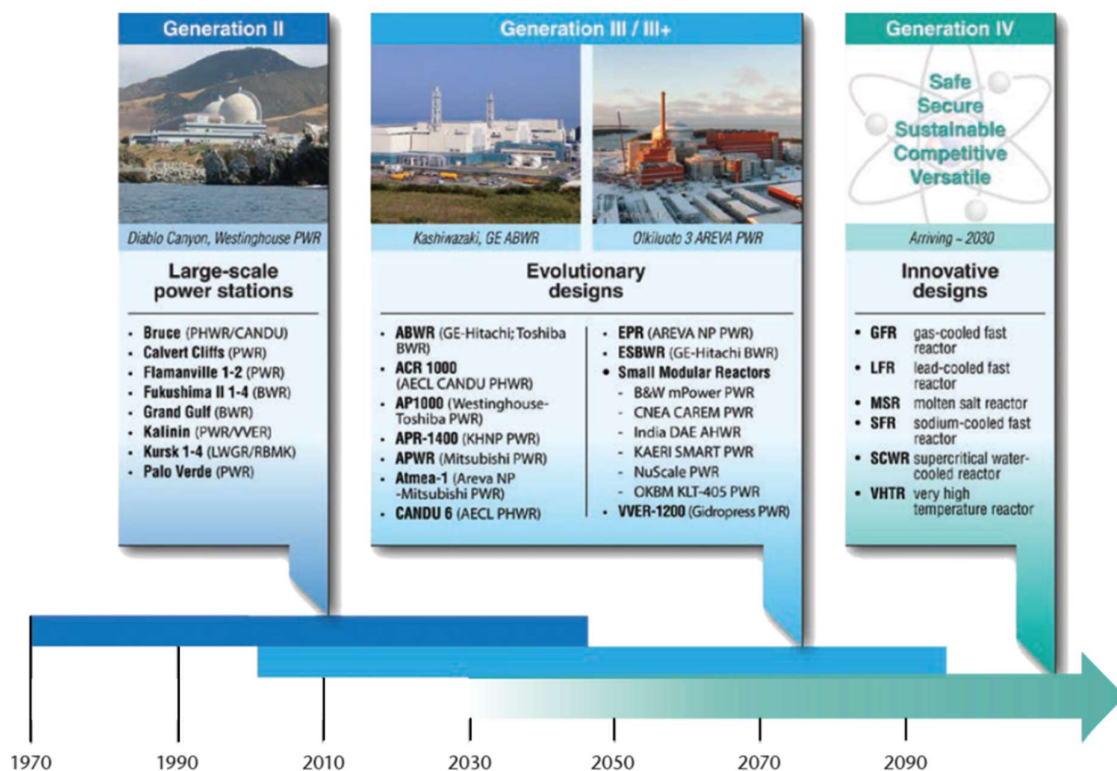 Generation II
Diablo Canyon, Westinghouse PWR
Large-scale
power stations
• Bruce (PHWR/CANDU)
• Calvert Cliffs (PWR)
• Flamanville 1-2 (PWR)
• Fukushima II 1-4 (BWR)
• Grand Gulf (BWR)
• Kalinin (PWR/VVER)
• Kursk 1-4 (LWGR/RBMK)
• Palo Verde (PWR)
Generation III / III+
Kashiwazaki, GE ABWR
Olkiluoto 3 AREVA PWR
Evolutionary
designs
• ABWR (GE-Hitachi; Toshiba
BWR)
• ACR 1000
(AECL CANDU PHWR)
• AP1000 (Westinghouse-
Toshiba PWR)
• APR-1400 (KHNP PWR)
• APWR (Mitsubishi PWR)
• Atmea-1 (Areva NP
-Mitsubishi PWR)
• CANDU 6 (AECL PHWR)
• EPR (AREVA NP PWR)
• ESBWR (GE-Hitachi BWR)
• Small Modular Reactors
- B&W mPower PWR
- CNEA CAREM PWR
- India DAE AHWR
- KAERI SMART PWR
- NuScale PWR
- OKBM KLT-405 PWR
• VVER-1200 (Gidropress PWR)
Generation IV
Safe
Secure
Sustainable
Competitive
Versatile
Arriving ~ 2030
Innovative
designs
• GFR gas-cooled fast
reactor
• LFR lead-cooled fast
reactor
• MSR molten salt reactor
• SFR sodium-cooled fast
reactor
• SCWR supercritical water-
cooled reactor
• VHTR very high
temperature reactor
1970 1990 2010 2030 2050 2070 2090